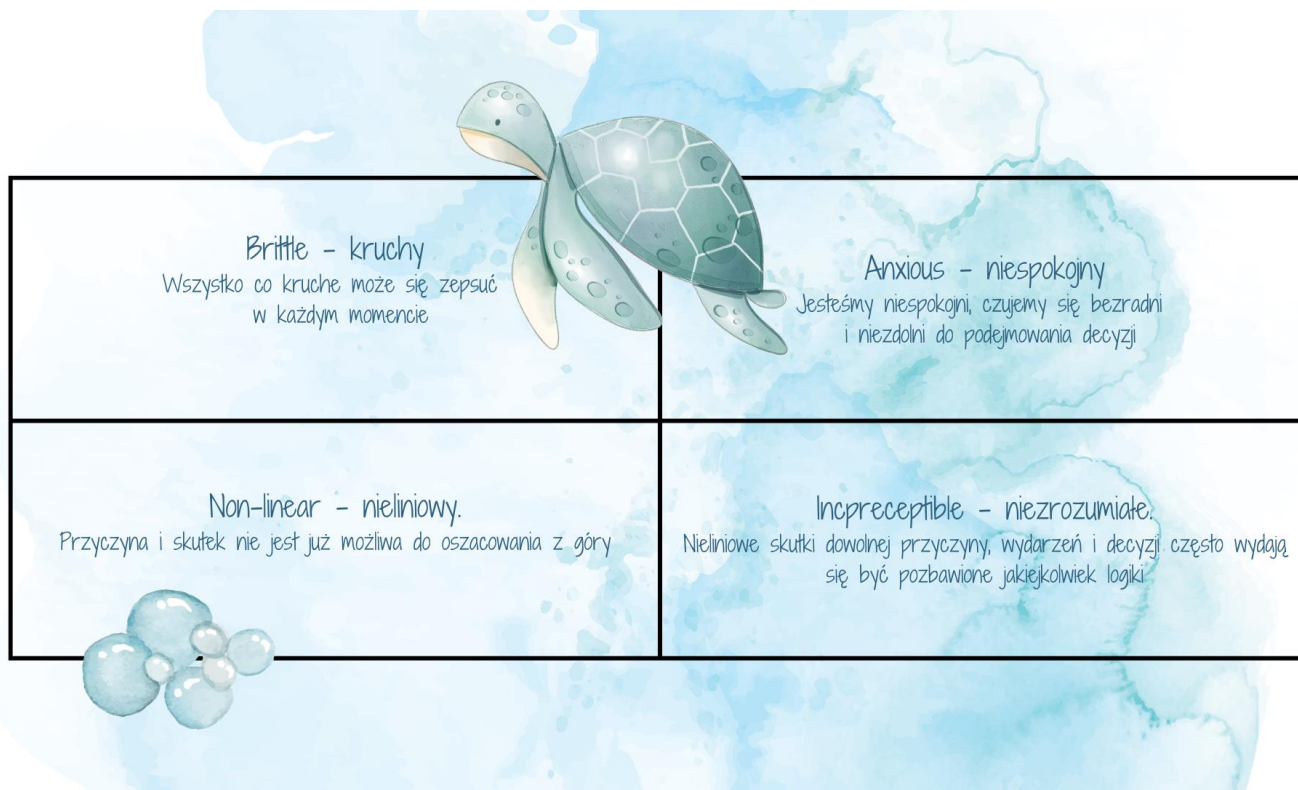 Brittle - kruchy
Wszystko co kruche może się zepsuć
w każdym momencie
Anxious - niespokojny
Jesteśmy niespokojni, czujemy się bezradni
i niezdolni do podejmowania decyzji
Non-linear - nieliniowy.
Przyczyna i skutek nie jest już możliwa do oszacowania z góry
Incpreceptible - niezrozumiałe.
Nieliniowe skutki dowolnej przyczyny, wydarzeń i decyzji często wydają
się być pozbawione jakiejkolwiek logiki